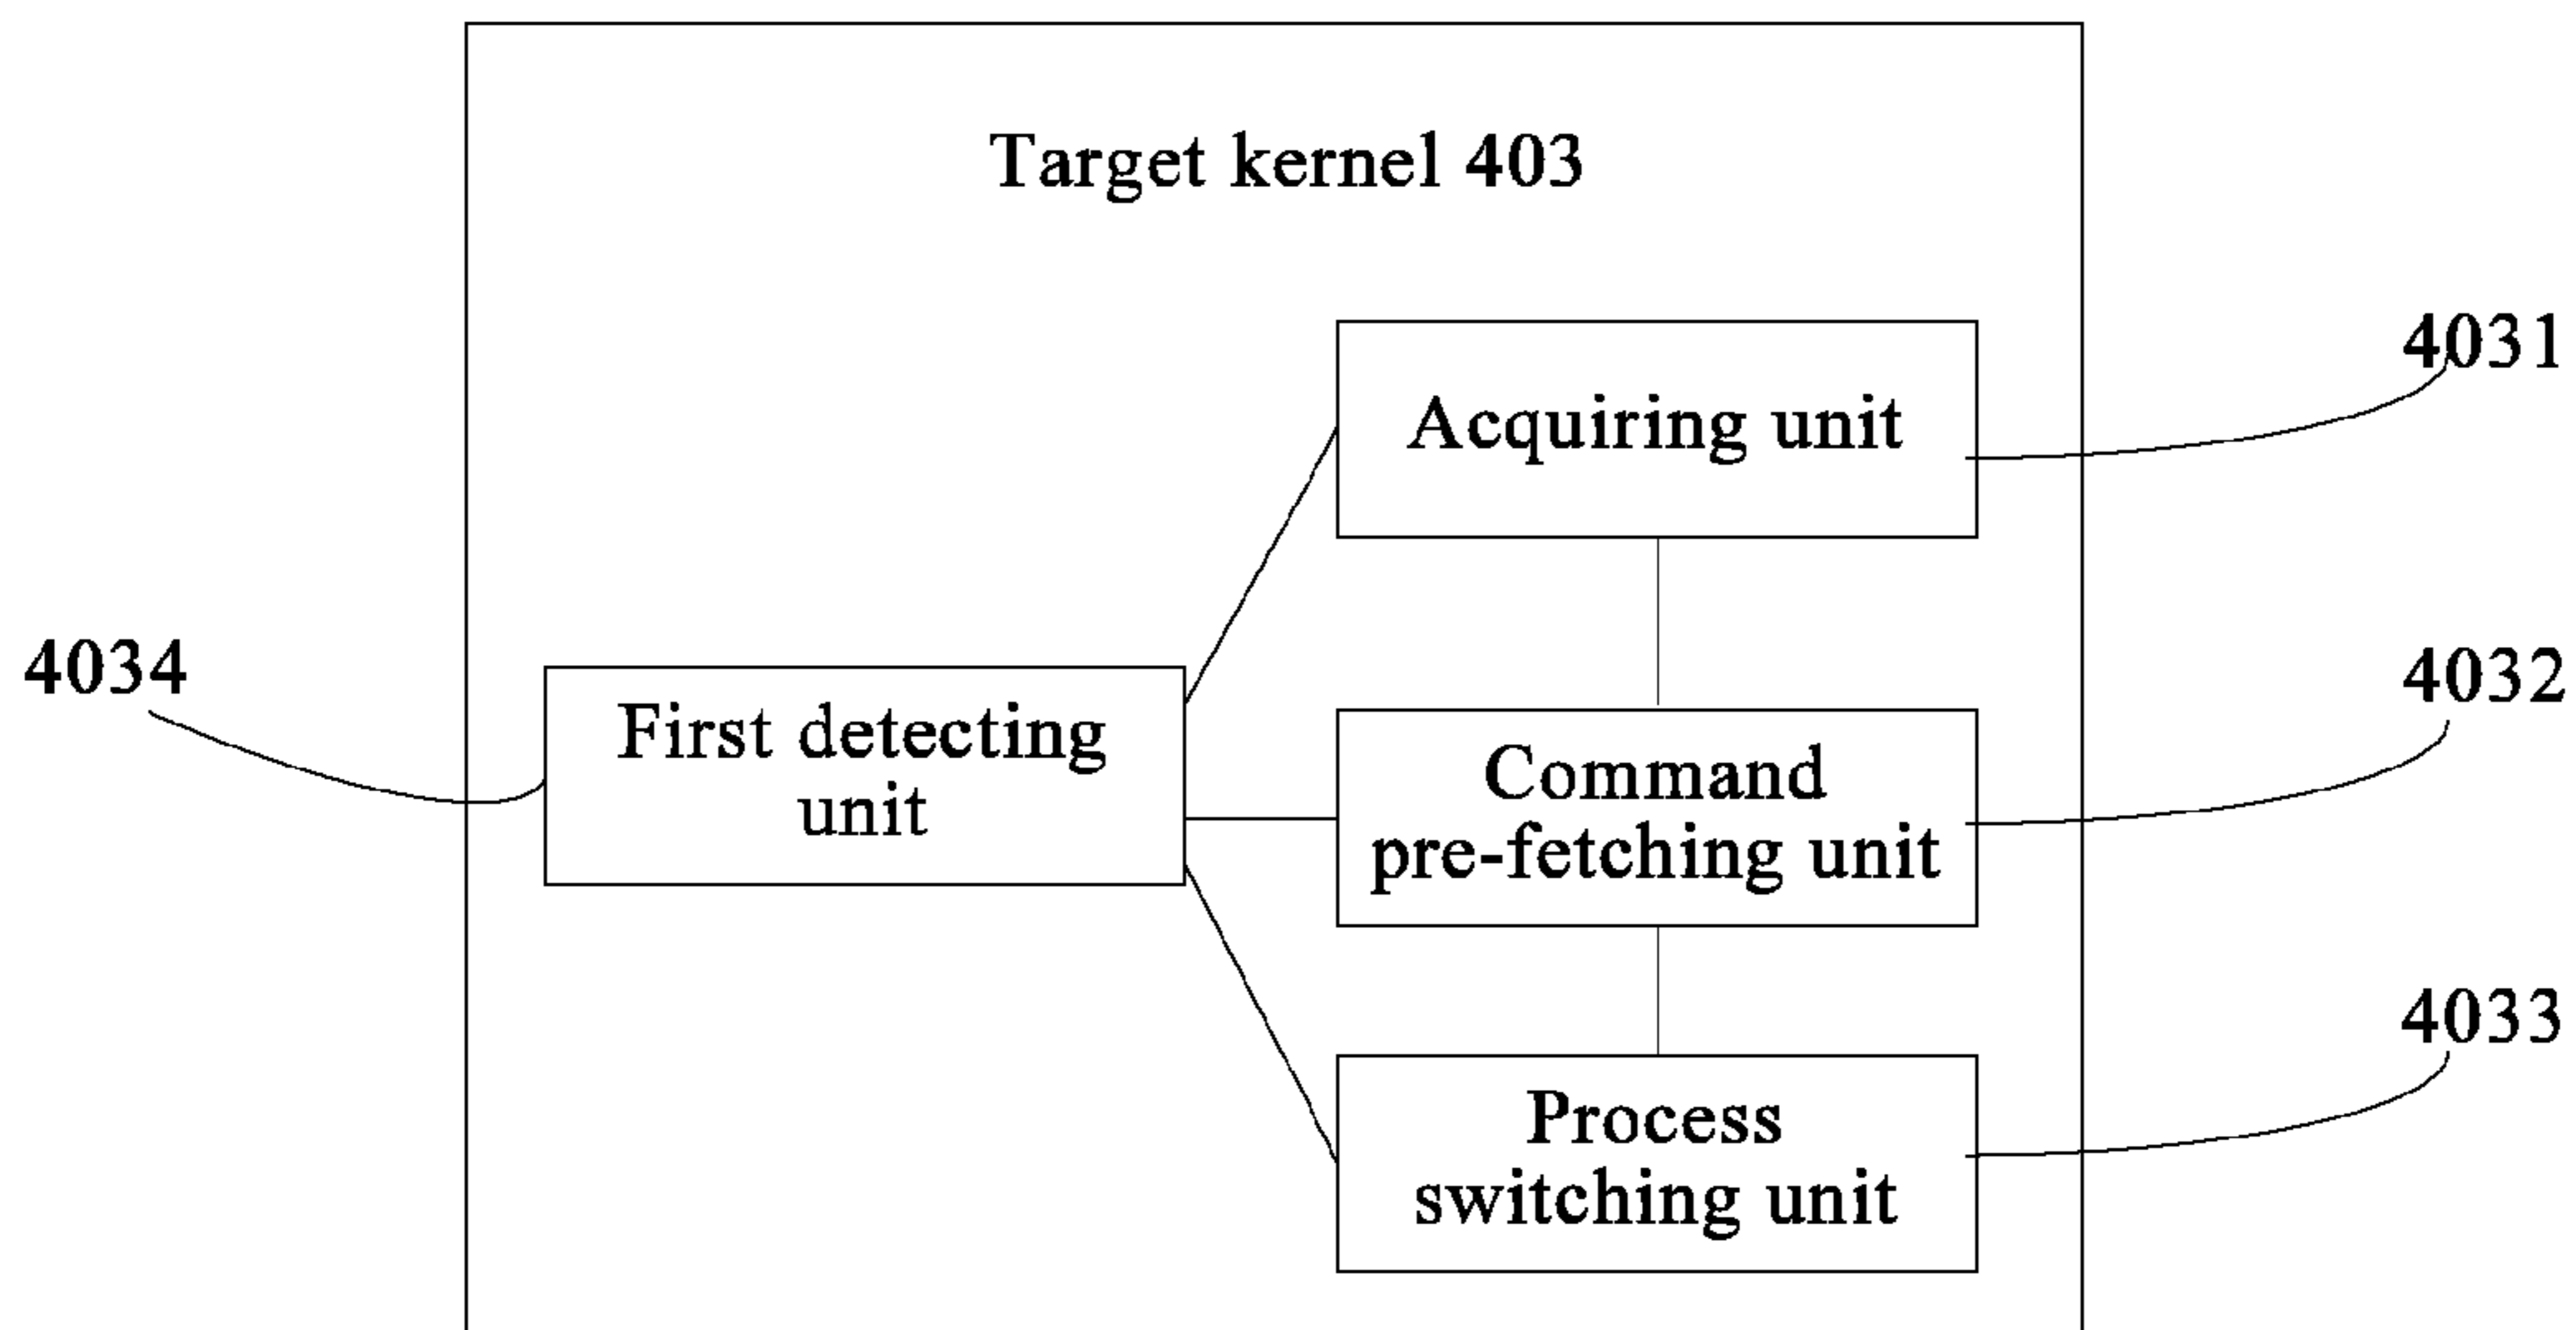 Target kernel 403
4031
Acquiring unit
4034
4032
First detecting
unit
Command
pre-fetching unit
4033
Process
switching unit